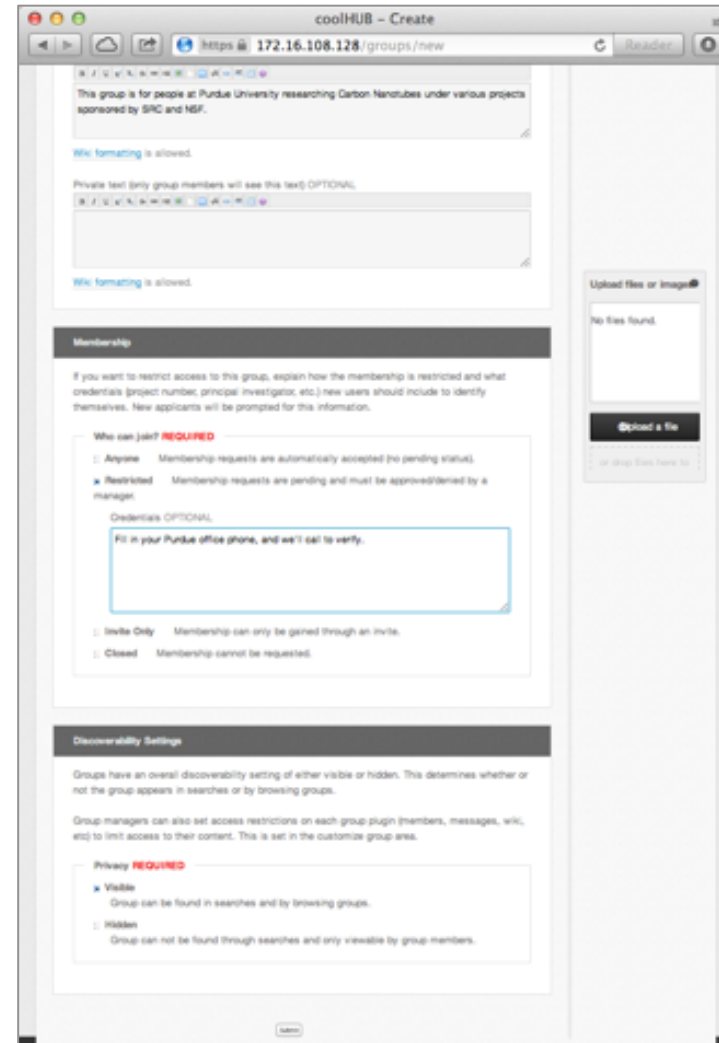 coolHUB – Create
https 172.16.108.128/groups/new
Reader
This group is for people at Purdue University researching Carbon Nanotubes under various projects
sponsored by SRC and NSF.
Wiki formatting is allowed.
Private text (only group members will see this text) OPTIONAL
Wiki formatting is allowed.
Upload files or images
No files found.
Upload a file
or drop files here to
Membership
If you want to restrict access to this group, explain how the membership is restricted and what
credentials (project number, principal investigator, etc.) new users should include to identify
themselves. New applicants will be prompted for this information.
Who can join? REQUIRED
Anyone Membership requests are automatically accepted (no pending status).
Restricted Membership requests are pending and must be approved/denied by a
manager.
Credentials OPTIONAL
Fill in your Purdue office phone, and we'll call to verify.
Invite Only Membership can only be gained through an invite.
Closed Membership cannot be requested.
Discoverability Settings
Groups have an overall discoverability setting of either visible or hidden. This determines whether or
not the group appears in searches or by browsing groups.
Group managers can also set access restrictions on each group plugin (members, messages, wiki,
etc) to limit access to their content. This is set in the customize group area.
Privacy REQUIRED
Visible
Group can be found in searches and by browsing groups.
Hidden
Group can not be found through searches and only viewable by group members.
Submit